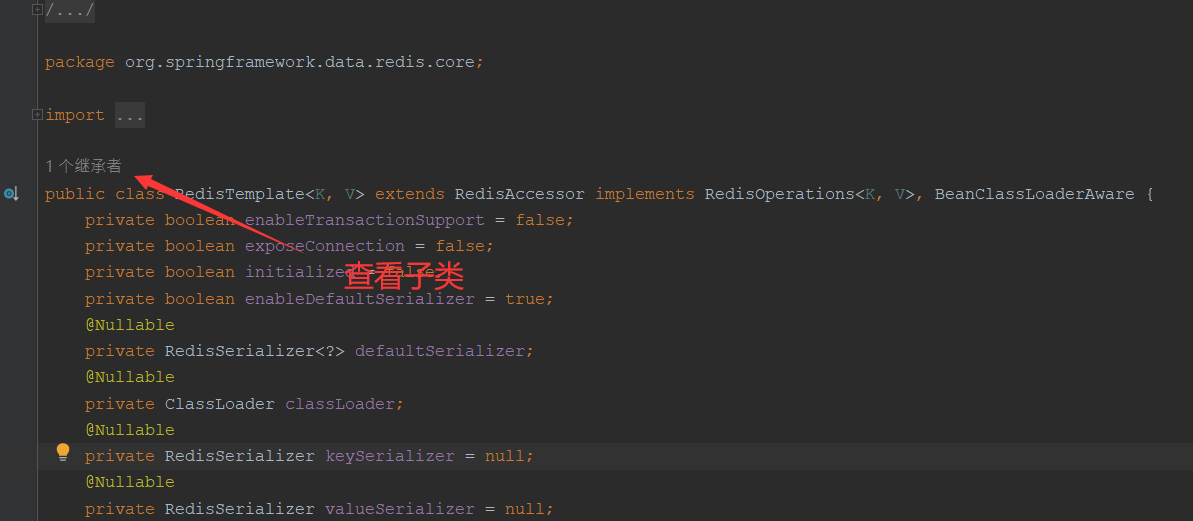 /.../
package org.springframework.data.redis.core;
import ...
1 个继承者
public class RedisTemplate<K, V> extends RedisAccessor implements RedisOperations<K, V>, BeanClassLoaderAware {
private boolean enableTransactionSupport = false;
private boolean exposeConnection = false;
private boolean initialized = false;
查看子类
private boolean enableDefaultSerializer = true;
@Nullable
private RedisSerializer<?> defaultSerializer;
@Nullable
private ClassLoader classLoader;
@Nullable
private RedisSerializer keySerializer = null;
@Nullable
private RedisSerializer valueSerializer = null;